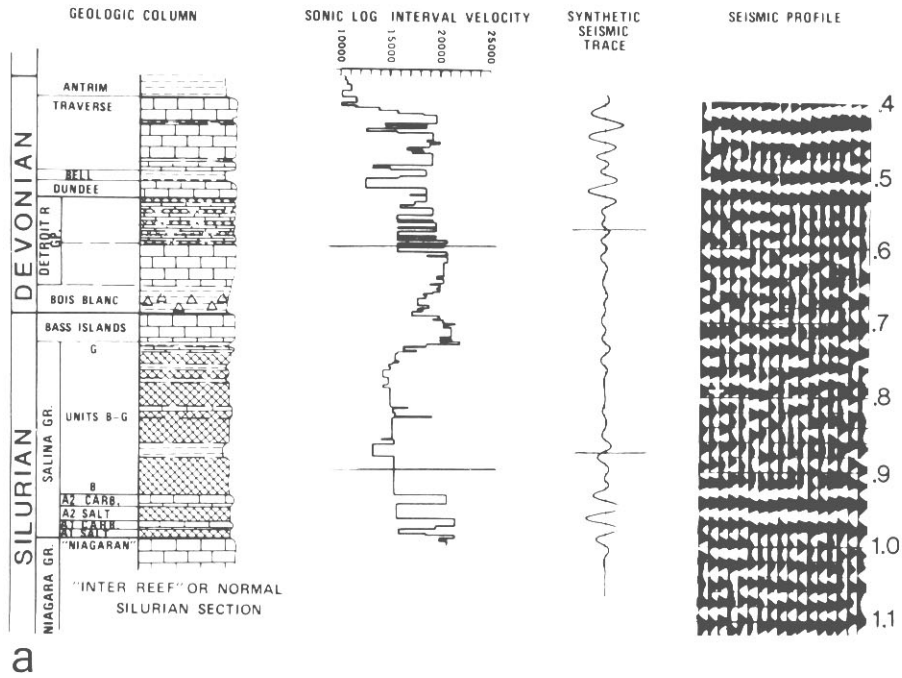 GEOLOGIC COLUMN
SONIC LOG INTERVAL VELOCITY
10000
15000
20000
25000
SYNTHETIC
SEISMIC
TRACE
SEISMIC PROFILE
DEVONIAN
SILURIAN
DETROIT R
GP.
SALINA GR.
NIAGARA GR.
ANTRIM
TRAVERSE
BELL
DUNDEE
BOIS BLANC
BASS ISLANDS
G
UNITS B-G
B
A2 CARB.
A2 SALT
A1 CARB.
A1 SALT
"NIAGARAN"
"INTER REEF" OR NORMAL
SILURIAN SECTION
.4
.5
.6
.7
.8
.9
1.0
1.1
a